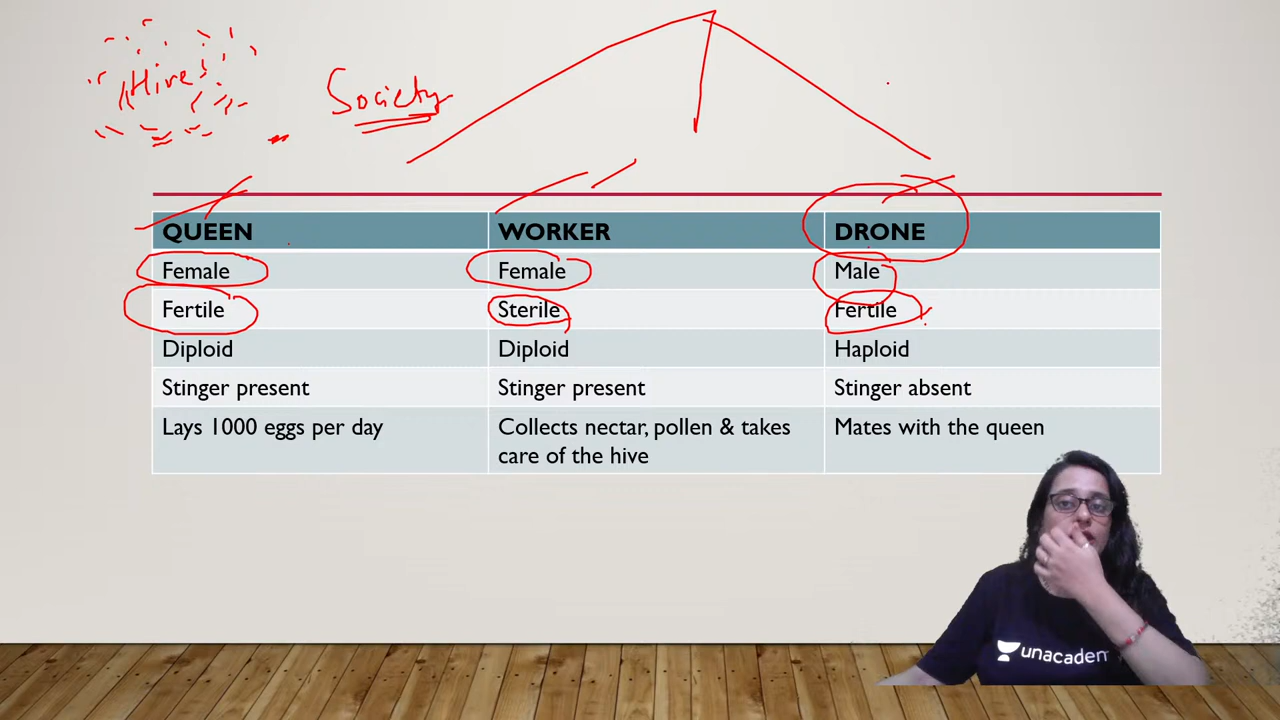 Hive
Society
QUEEN WORKER DRONE
Female Female Male
Fertile Sterile Fertile
Diploid Diploid Haploid
Stinger present Stinger present Stinger absent
Lays 1000 eggs per day Collects nectar, pollen & takes Mates with the queen
care of the hive
unacadem